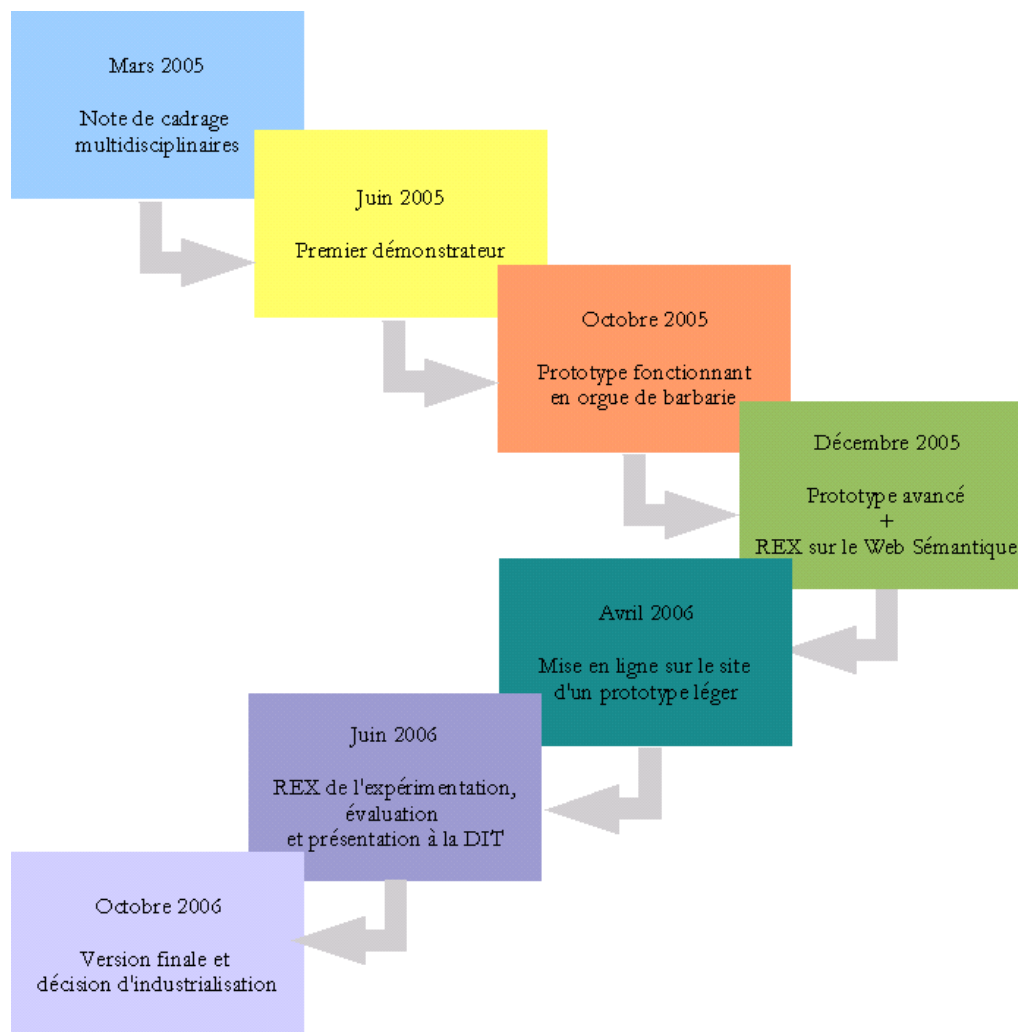 Mars 2005
Note de cadrage
multidisciplinaires
Juin 2005
Premier démonstrateur
Octobre 2005
Prototype fonctionnant
en orgue de barbarie
Décembre 2005
Prototype avancé
+
REX sur le Web Sémantique
Avril 2006
Mise en ligne sur le site
d'un prototype léger
Juin 2006
REX de l'expérimentation,
évaluation
et présentation à la DIT
Octobre 2006
Version finale et
décision d'industrialisation